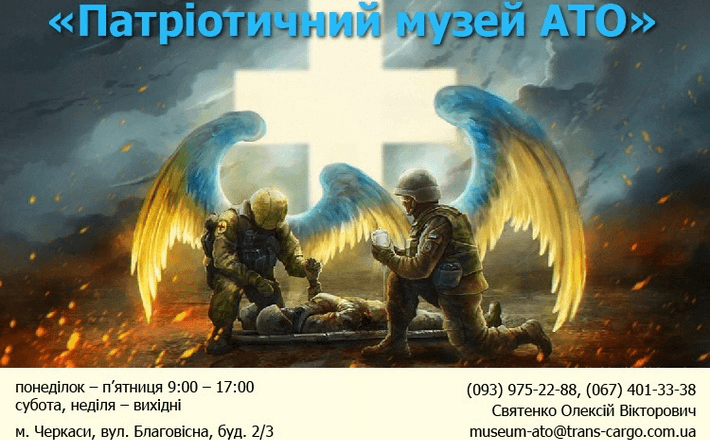 «Патріотичний музей АТО»
понеділок – п’ятниця 9:00 – 17:00
субота, неділя – вихідні
м. Черкаси, вул. Благовісна, буд. 2/3
(093) 975-22-88, (067) 401-33-38
Святенко Олексій Вікторович
museum-ato@trans-cargo.com.ua